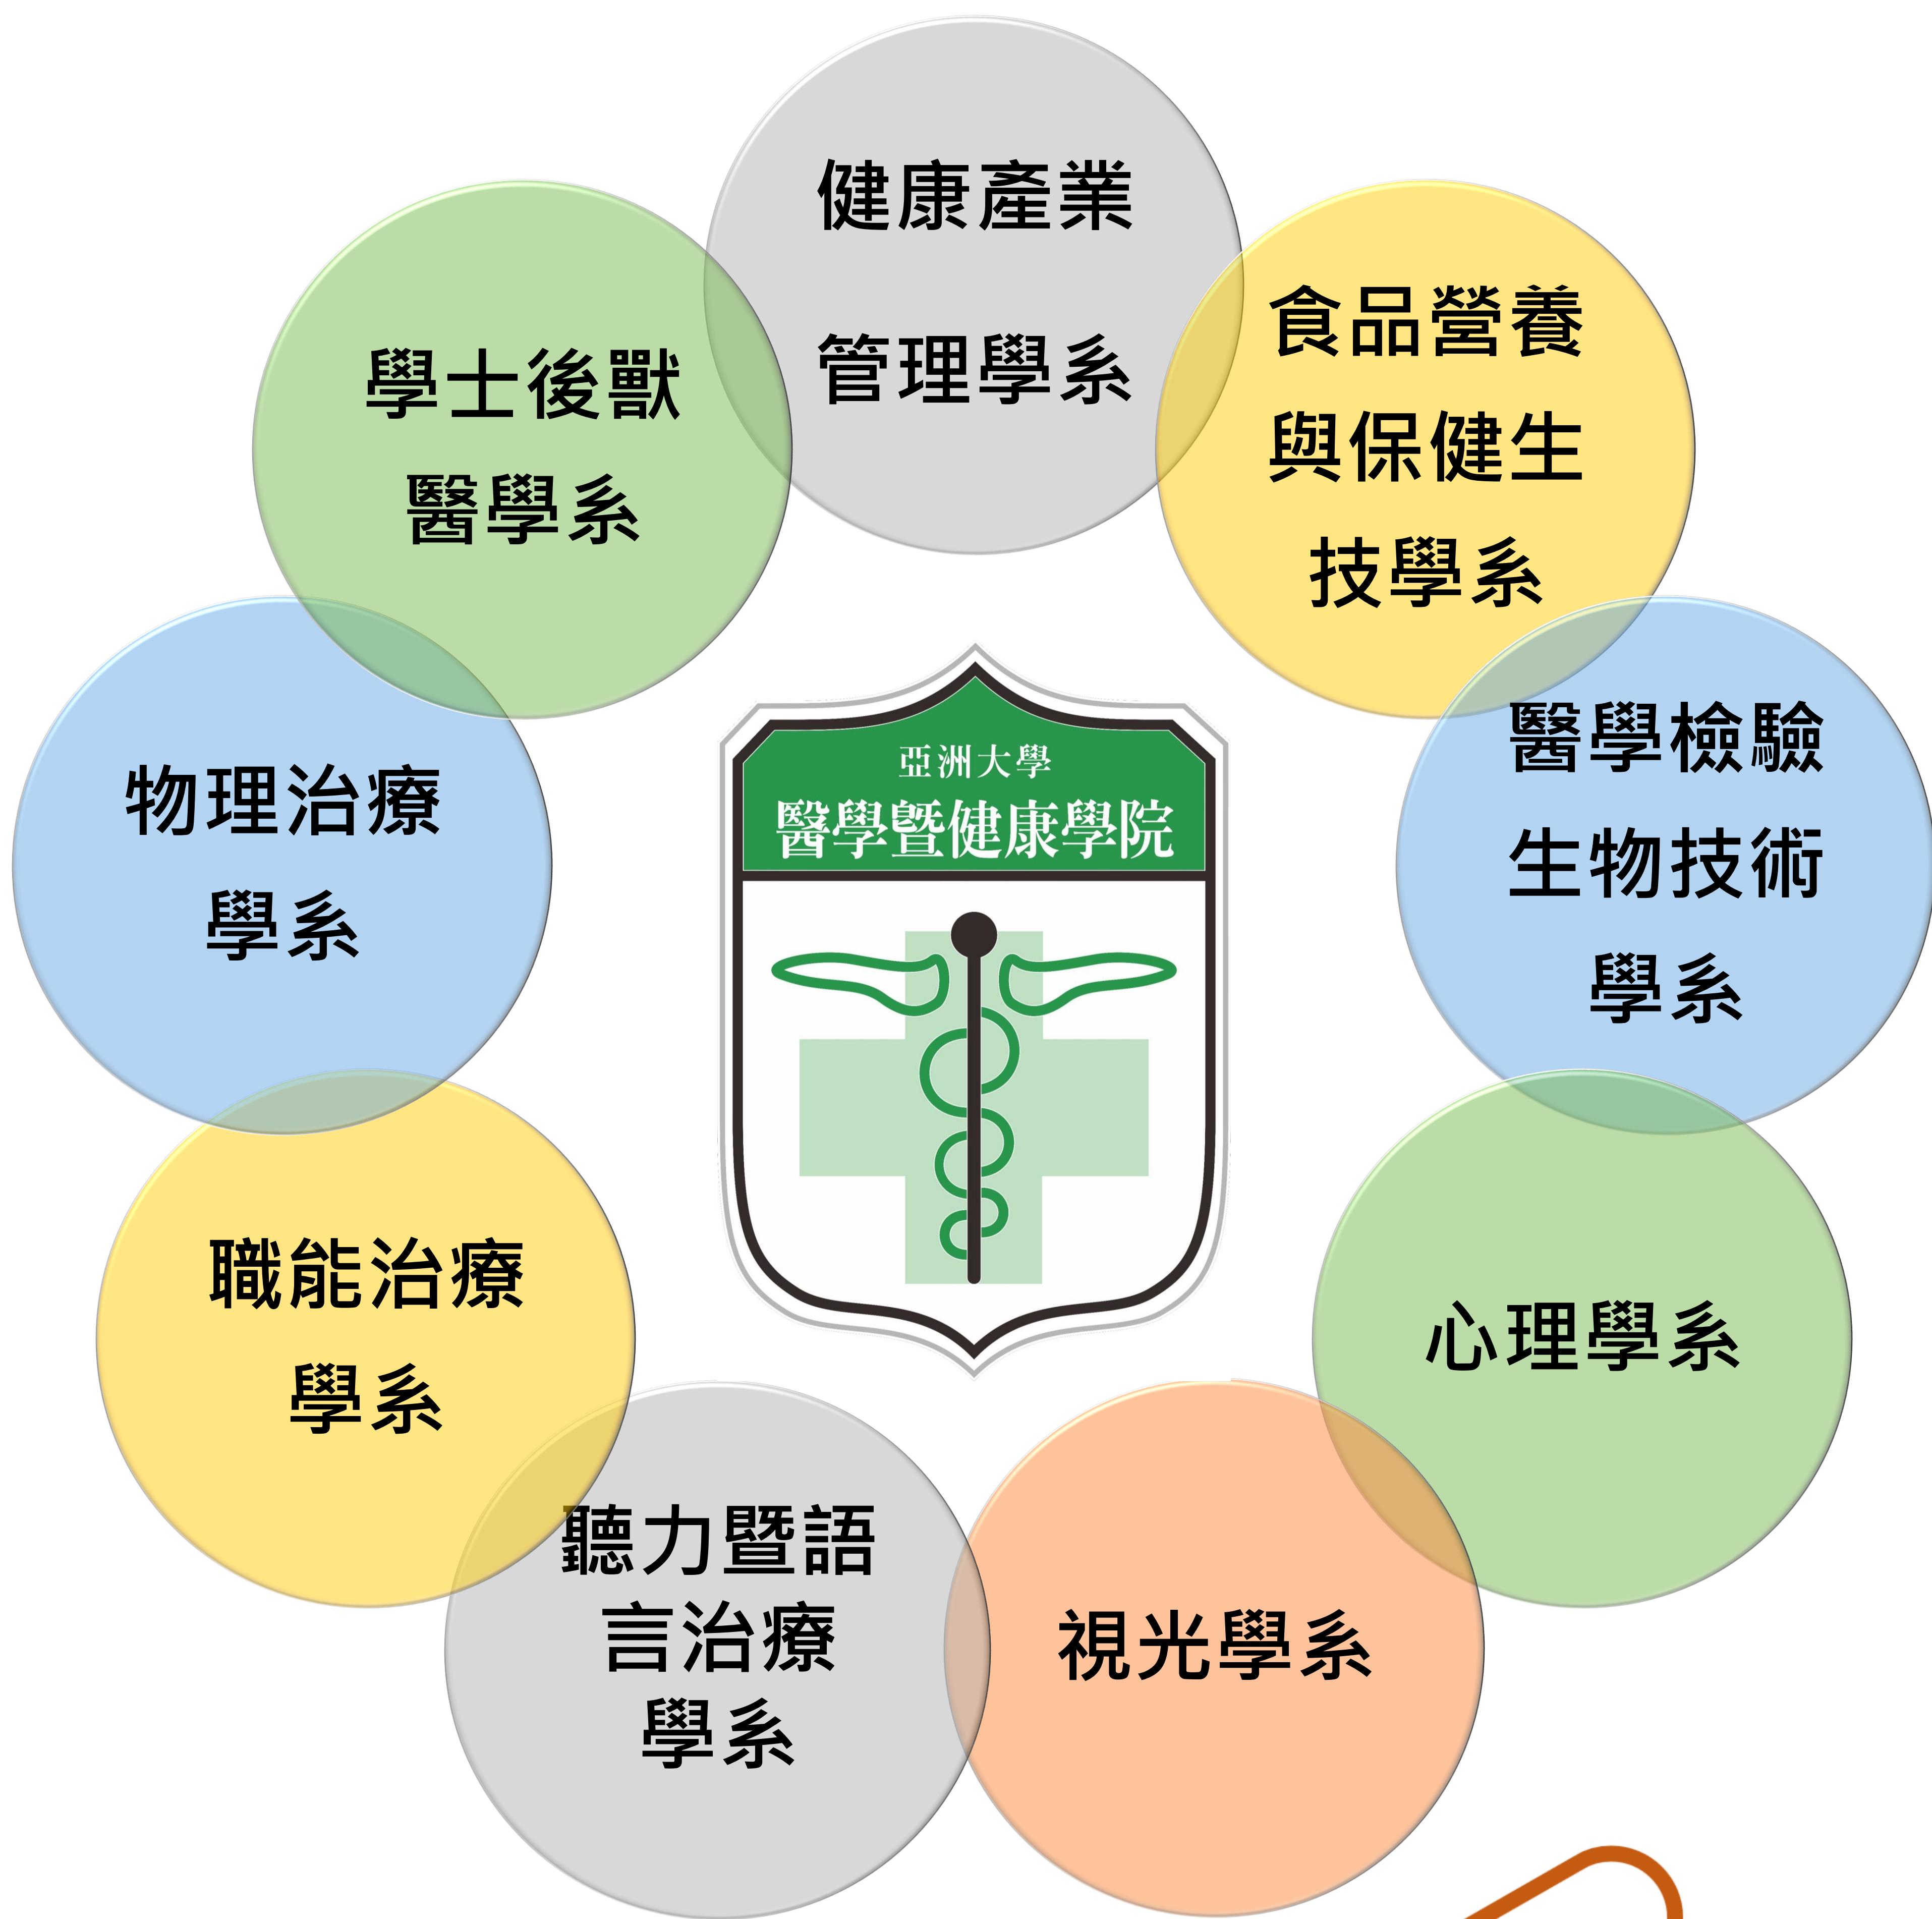 健康產業
管理學系
食品營養
與保健生
技學系
醫學檢驗
生物技術
學系
心理學系
視光學系
聽力暨語
言治療
學系
職能治療
學系
物理治療
學系
學士後獸
醫學系
亞洲大學
醫學暨健康學院